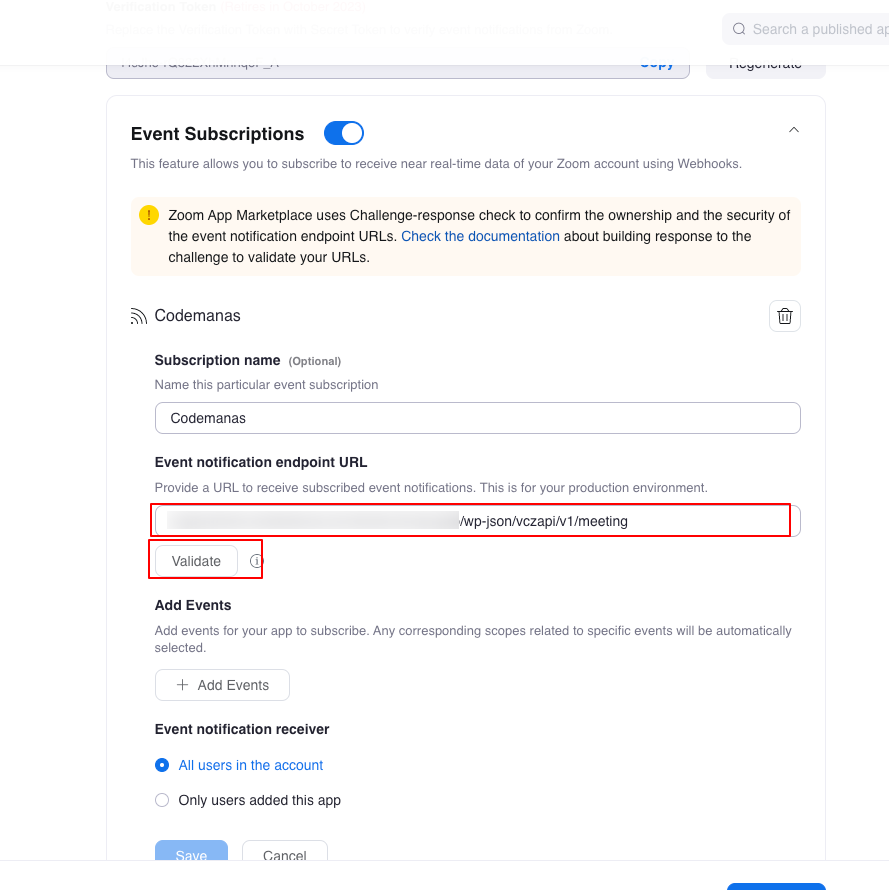 Verification Token (Retired in October 2023)
Search a published ap
Copy
Regenerate
Event Subscriptions
This feature allows you to subscribe to receive near real-time data of your Zoom account using Webhooks.
Zoom App Marketplace uses Challenge-response check to confirm the ownership and the security of
the event notification endpoint URLs. Check the documentation about building response to the
challenge to validate your URLs.
Codemanas
Subscription name (Optional)
Name this particular event subscription
Codemanas
Event notification endpoint URL
Provide a URL to receive subscribed event notifications. This is for your production environment.
/wp-json/vczapi/v1/meeting
Validate
Add Events
Add events for your app to subscribe. Any corresponding scopes related to specific events will be automatically
selected.
+ Add Events
Event notification receiver
All users in the account
Only users added this app
Save
Cancel